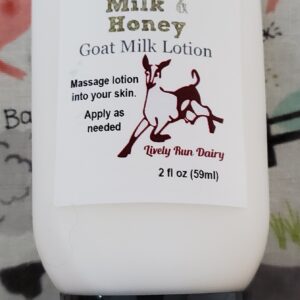 Milk &
Honey
Goat Milk Lotion
Massage lotion
into your skin.
Apply as
needed
Lively Run Dairy
2 fl oz (59ml)
Ba